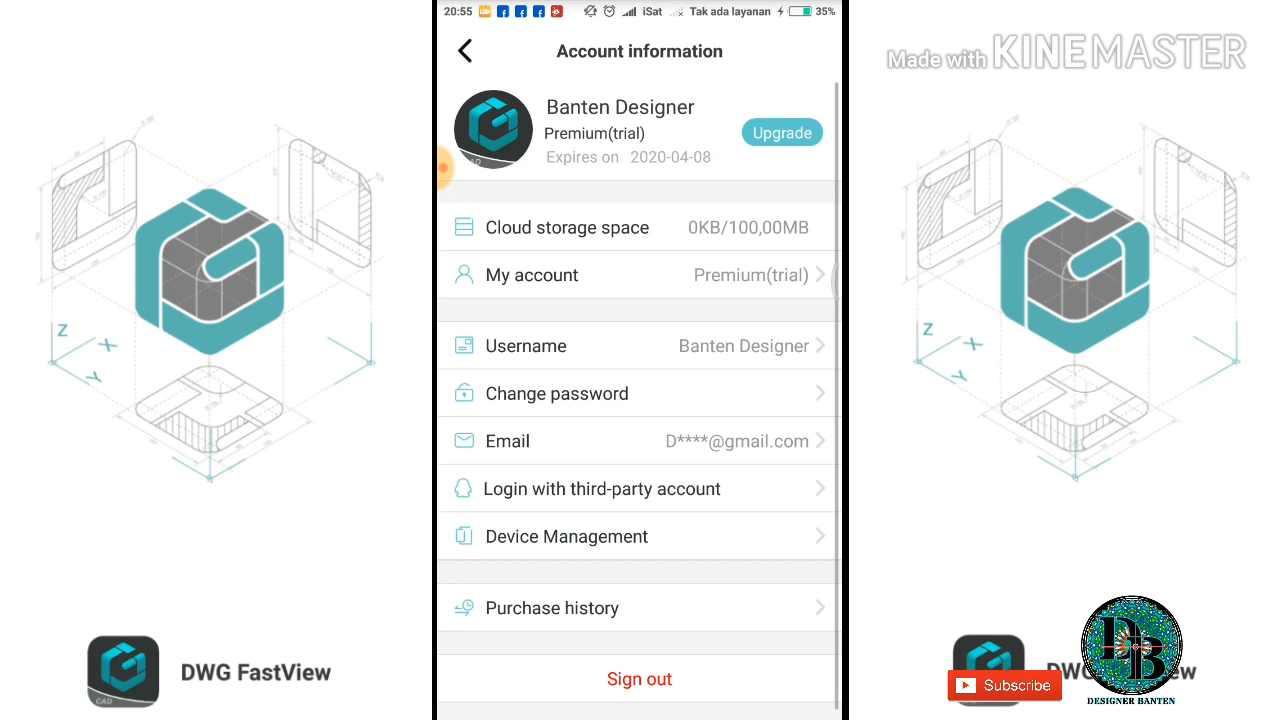 20:55
iSat
Tak ada layanan
35%
Account information
Made with KINEMASTER
Banten Designer
Premium(trial)
Expires on 2020-04-08
Upgrade
Cloud storage space 0KB/100,00MB
My account Premium(trial)
Username Banten Designer
Change password
Email D****@gmail.com
Login with third-party account
Device Management
Purchase history
Sign out
Z
X
Y
Z
X
Y
CAD
DWG FastView
Subscribe
DB
DESIGNER BANTEN